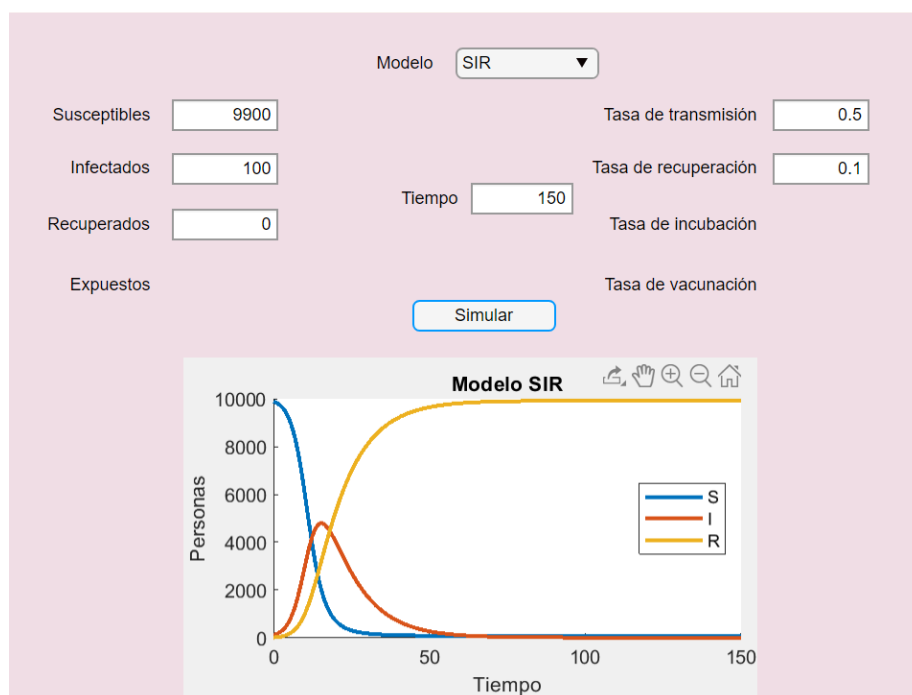 Modelo SIR
Susceptibles 9900 Tasa de transmisión 0.5
Infectados 100 Tasa de recuperación 0.1
Tiempo 150
Recuperados 0 Tasa de incubación
Expuestos Tasa de vacunación
Simular
Modelo SIR
10000
8000
6000
4000
2000
0
Personas
S
I
R
0 50 100 150
Tiempo